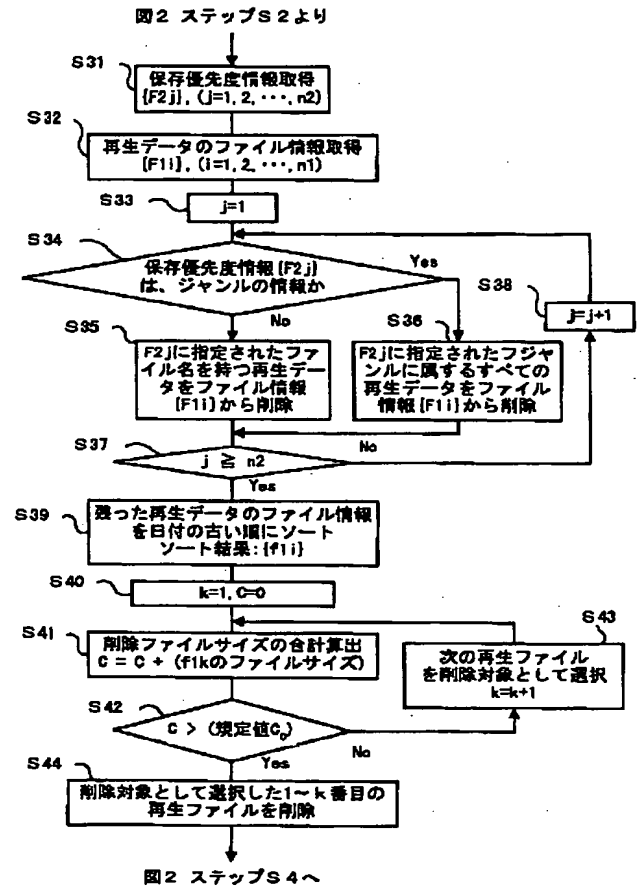 図2 ステップS2より
S31
保存優先度情報取得
{F2j}, (j=1, 2, ･･･, n2)
S32
再生データのファイル情報取得
{F1i}, (i=1, 2, ･･･, n1)
S33
j=1
S34
保存優先度情報{F2j}
は、ジャンルの情報か
Yes
No
S38
j=j+1
S35
F2jに指定されたファ
イル名を持つ再生デー
タをファイル情報
{F1i}から削除
S36
F2jに指定されたフジャ
ンルに属するすべての
再生データをファイル
情報{F1i}から削除
S37
j ≧ n2
No
Yes
S39
残った再生データのファイル情報
を日付の古い順にソート
ソート結果:{f1i}
S40
k=1, C=0
S41
削除ファイルサイズの合計算出
C = C + (f1kのファイルサイズ)
S43
次の再生ファイル
を削除対象として選択
k=k+1
S42
C > (規定値C₀)
No
Yes
S44
削除対象として選択した1～k番目の
再生ファイルを削除
図2 ステップS4へ